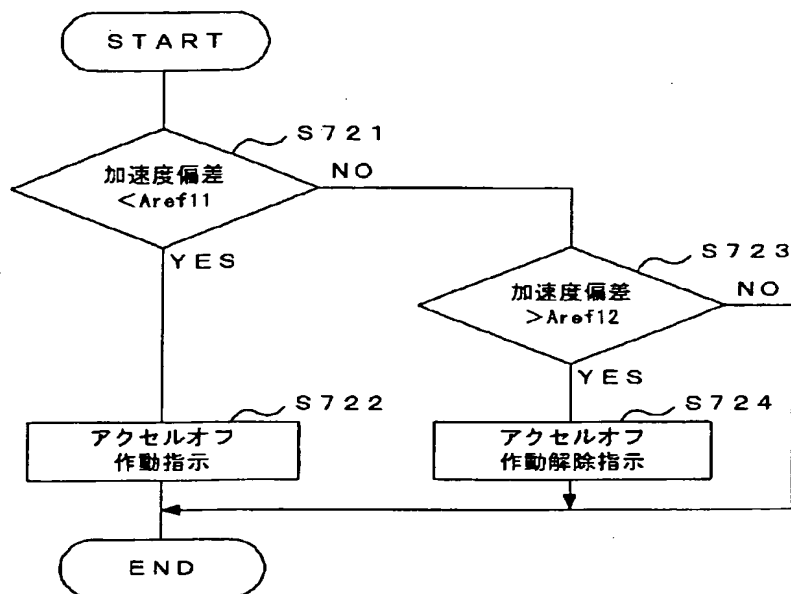 START
S721
加速度偏差
<Aref11
NO
YES
S723
加速度偏差
>Aref12
NO
YES
S722
アクセルオフ
作動指示
S724
アクセルオフ
作動解除指示
END